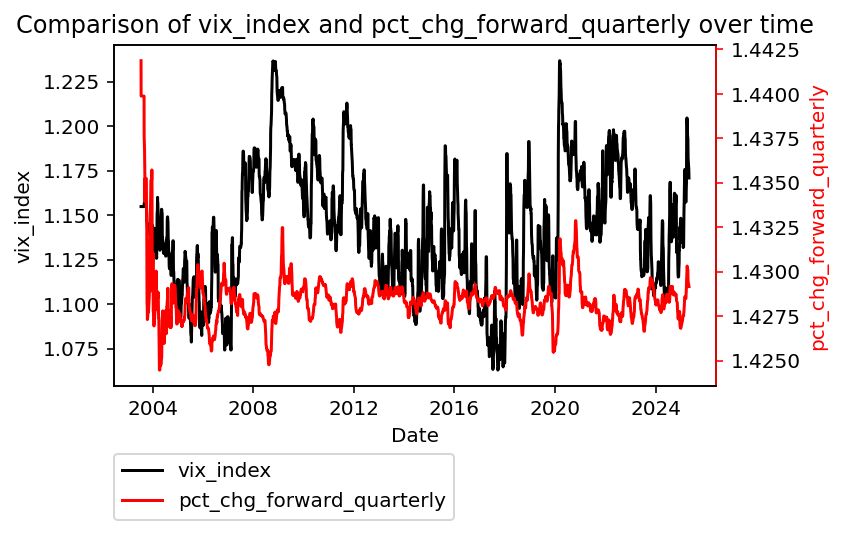 Comparison of vix_index and pct_chg_forward_quarterly over time
1.225
1.200
1.175
1.150
1.125
1.100
1.075
vix_index
1.4425
1.4400
1.4375
1.4350
1.4325
1.4300
1.4275
1.4250
pct_chg_forward_quarterly
2004 2008 2012 2016 2020 2024
Date
vix_index
pct_chg_forward_quarterly